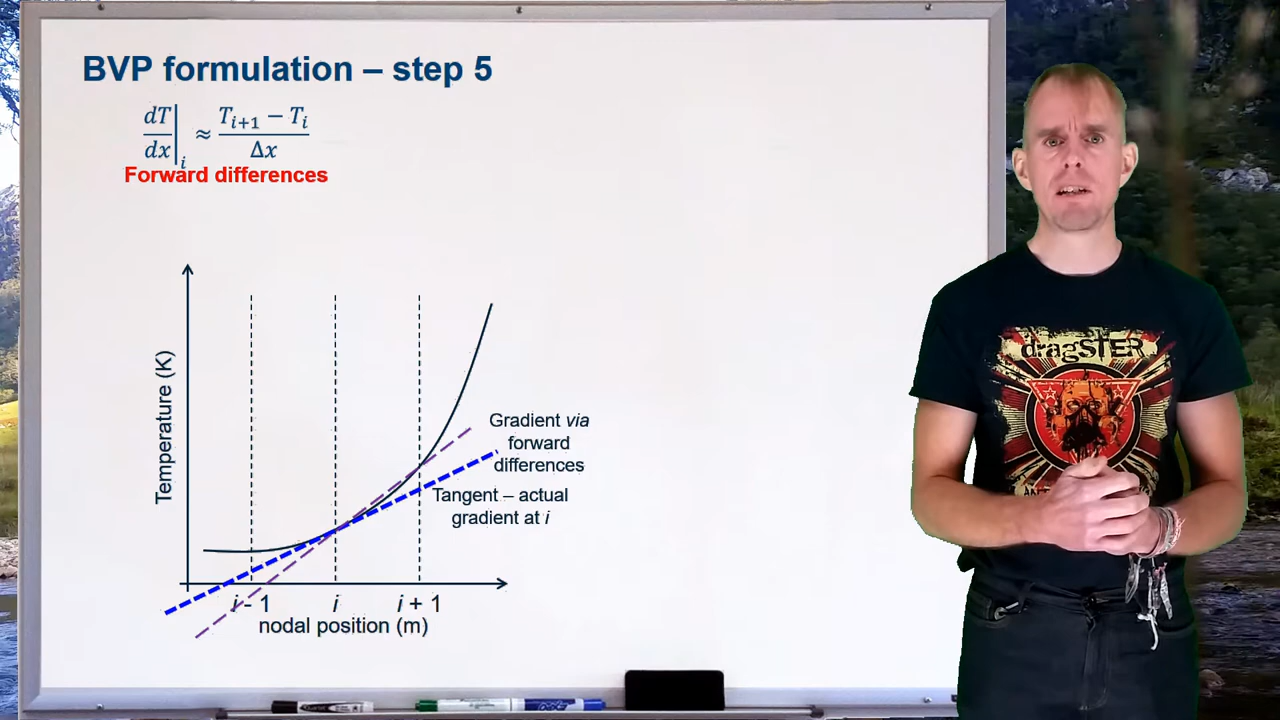 BVP formulation – step 5
dT/dx|i ≈ (Ti+1 − Ti)/Δx
Forward differences
Temperature (K)
Gradient via
forward
differences
Tangent – actual
gradient at i
i - 1 i i + 1
nodal position (m)
dragSTER